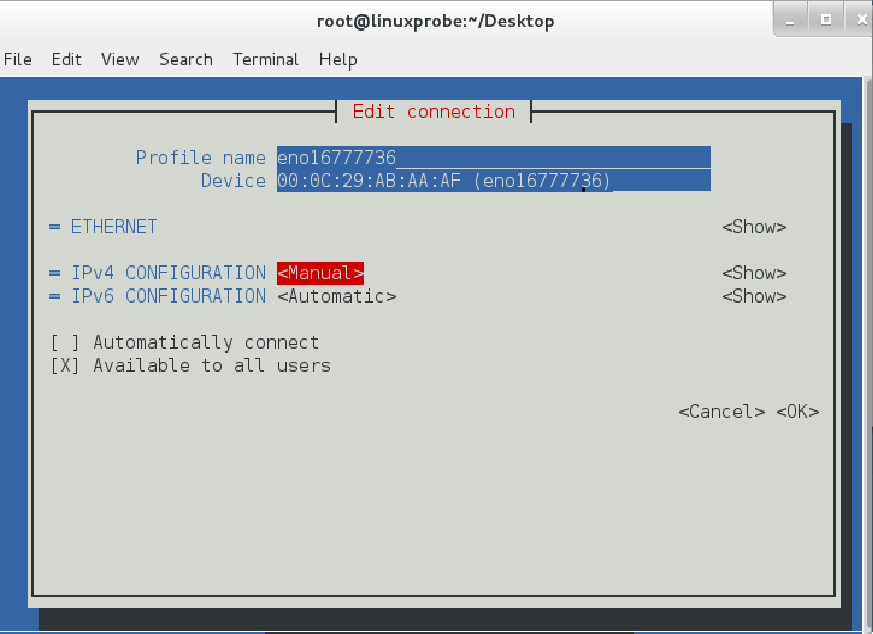 root@linuxprobe:~/Desktop
File Edit View Search Terminal Help
Edit connection
Profile name eno16777736
Device 00:0C:29:AB:AA:AF (eno16777736)
= ETHERNET <Show>
= IPv4 CONFIGURATION <Manual> <Show>
= IPv6 CONFIGURATION <Automatic> <Show>
[ ] Automatically connect
[X] Available to all users
<Cancel> <OK>